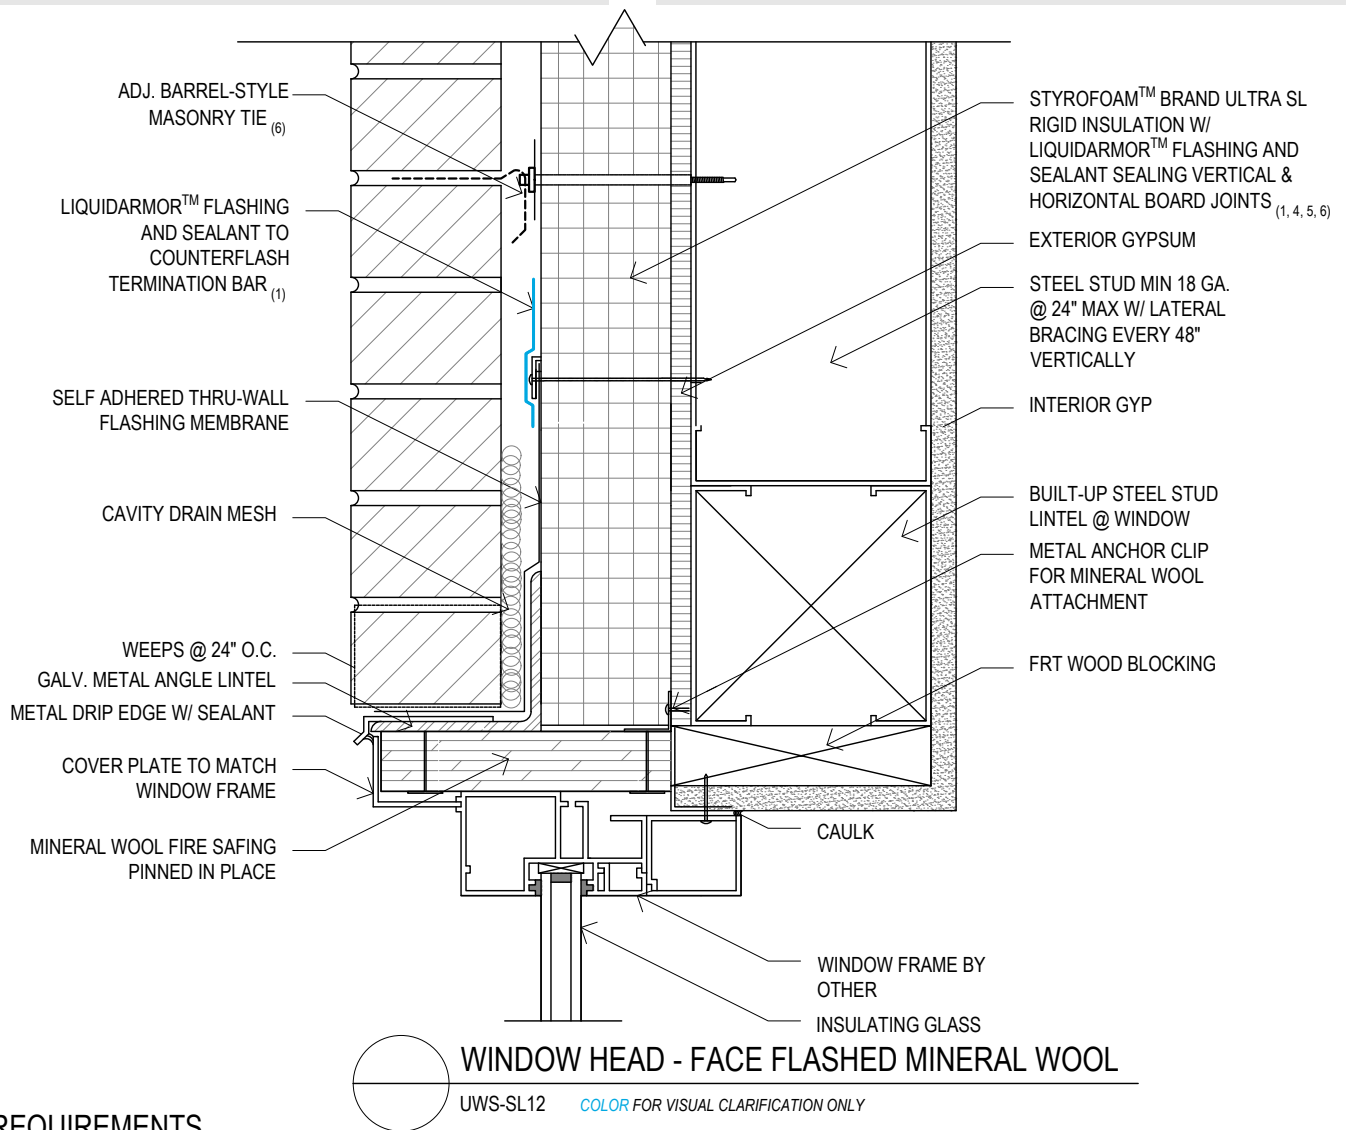 ADJ. BARREL-STYLE
MASONRY TIE (6)
LIQUIDARMOR™ FLASHING
AND SEALANT TO
COUNTERFLASH
TERMINATION BAR (1)
SELF ADHERED THRU-WALL
FLASHING MEMBRANE
CAVITY DRAIN MESH
WEEPS @ 24" O.C.
GALV. METAL ANGLE LINTEL
METAL DRIP EDGE W/ SEALANT
COVER PLATE TO MATCH
WINDOW FRAME
MINERAL WOOL FIRE SAFING
PINNED IN PLACE
STYROFOAM™ BRAND ULTRA SL
RIGID INSULATION W/
LIQUIDARMOR™ FLASHING AND
SEALANT SEALING VERTICAL &
HORIZONTAL BOARD JOINTS (1, 4, 5, 6)
EXTERIOR GYPSUM
STEEL STUD MIN 18 GA.
@ 24" MAX W/ LATERAL
BRACING EVERY 48"
VERTICALLY
INTERIOR GYP
BUILT-UP STEEL STUD
LINTEL @ WINDOW
METAL ANCHOR CLIP
FOR MINERAL WOOL
ATTACHMENT
FRT WOOD BLOCKING
CAULK
WINDOW FRAME BY
OTHER
INSULATING GLASS
WINDOW HEAD - FACE FLASHED MINERAL WOOL
UWS-SL12 COLOR FOR VISUAL CLARIFICATION ONLY
REQUIREMENTS